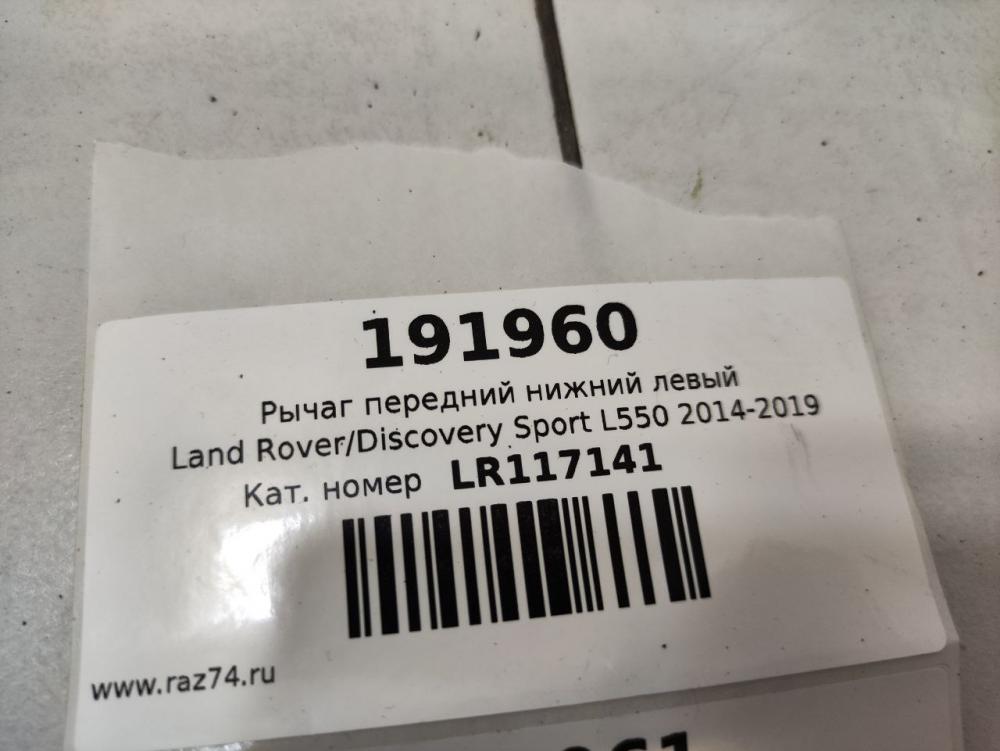 191960
Рычаг передний нижний левый
Land Rover/Discovery Sport L550 2014-2019
Кат. номер LR117141
www.raz74.ru